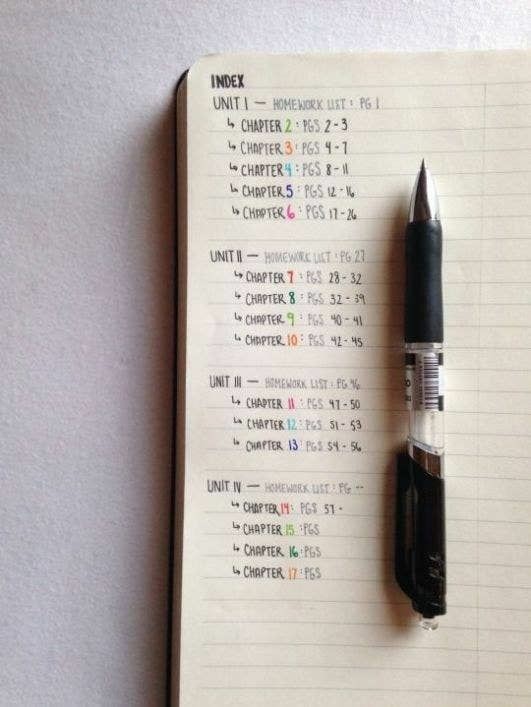 INDEX
UNIT I — HOMEWORK LIST : PG 1
↳ CHAPTER 2 : PGS 2-3
↳ CHAPTER 3 : PGS 4-7
↳ CHAPTER 4 : PGS 8-11
↳ CHAPTER 5 : PGS 12-16
↳ CHAPTER 6 : PGS 17-26
UNIT II — HOMEWORK LIST : PG 27
↳ CHAPTER 7 : PGS 28-32
↳ CHAPTER 8 : PGS 32-39
↳ CHAPTER 9 : PGS 40-41
↳ CHAPTER 10 : PGS 42-45
UNIT III — HOMEWORK LIST : PG 46
↳ CHAPTER 11 : PGS 47-50
↳ CHAPTER 12 : PGS 51-53
↳ CHAPTER 13 : PGS 54-56
UNIT IV — HOMEWORK LIST : PG --
↳ CHAPTER 14 : PGS 57-
↳ CHAPTER 15 : PGS
↳ CHAPTER 16 : PGS
↳ CHAPTER 17 : PGS